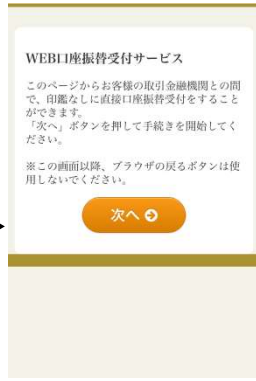 WEB口座振替受付サービス
このページからお客様の取引金融機関との間
で、印鑑なしに直接口座振替受付をすること
ができます。
「次へ」ボタンを押して手続きを開始してく
ださい。
※この画面以降、ブラウザの戻るボタンは使
用しないでください。
次へ